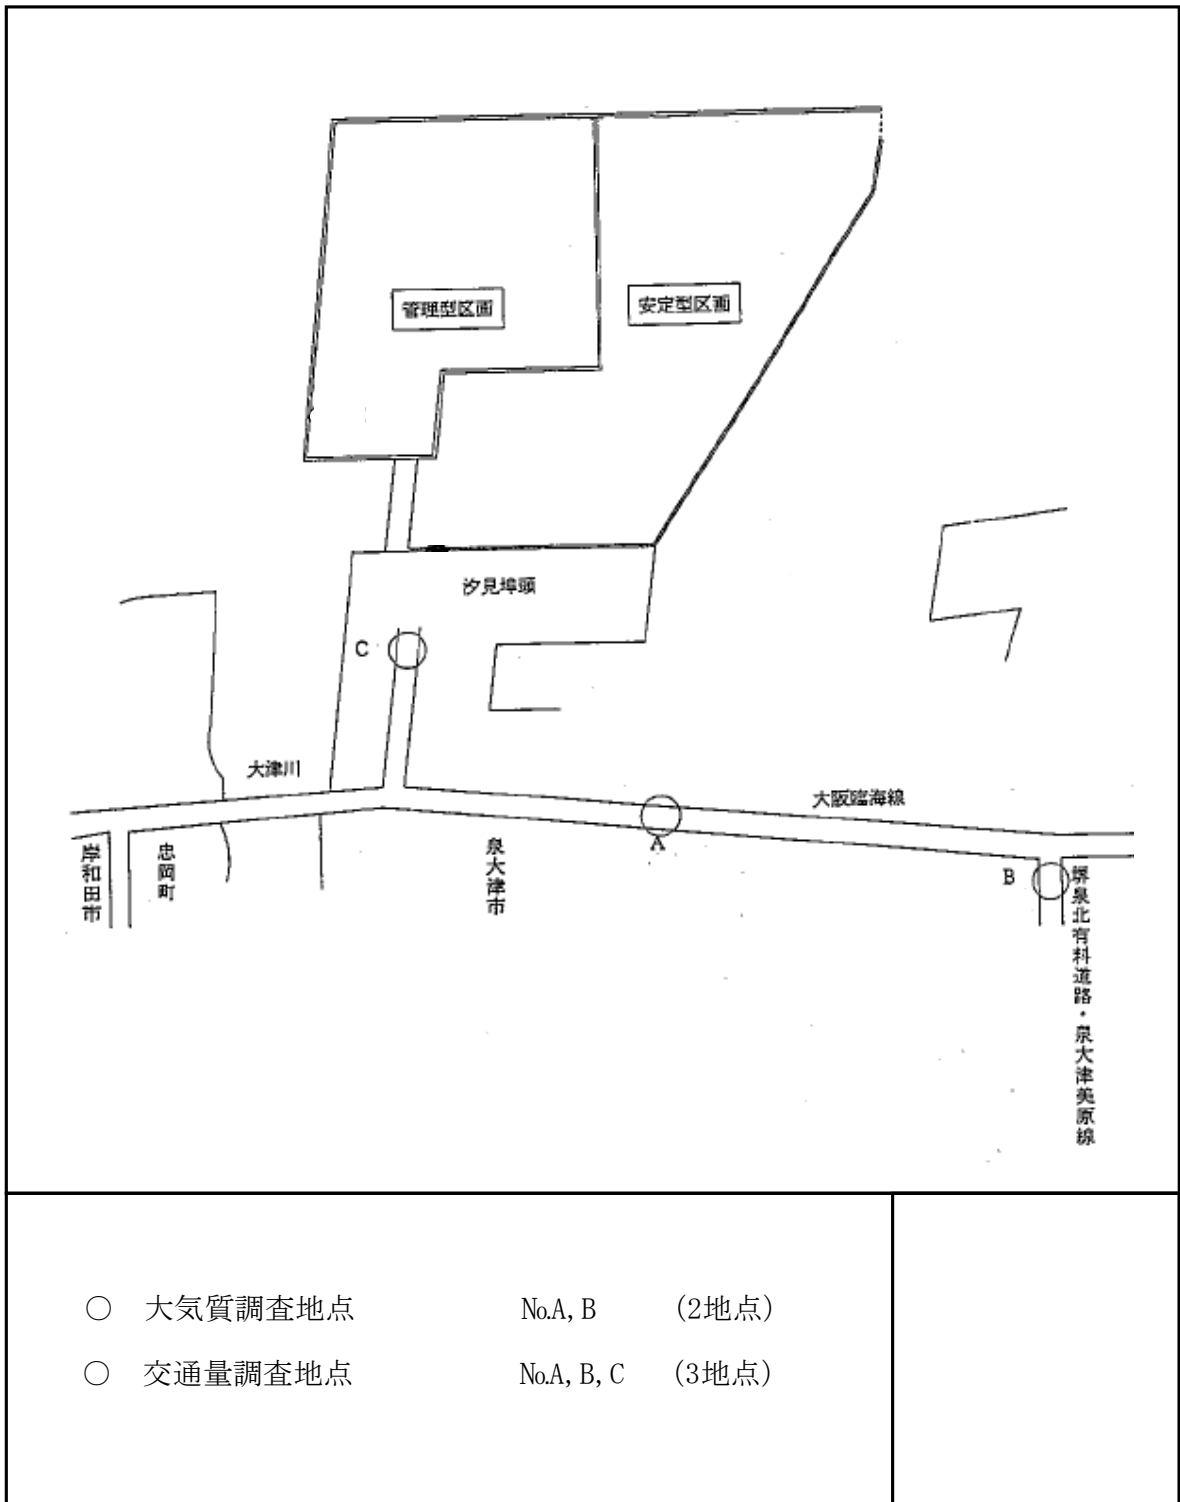 管理型区画
安定型区画
汐見埠頭
C
大津川
大阪臨海線
A
岸和田市
忠岡町
泉大津市
B
堺泉北有料道路・泉大津美原線
○ 大気質調査地点 №A, B (2地点)
○ 交通量調査地点 №A, B, C (3地点)